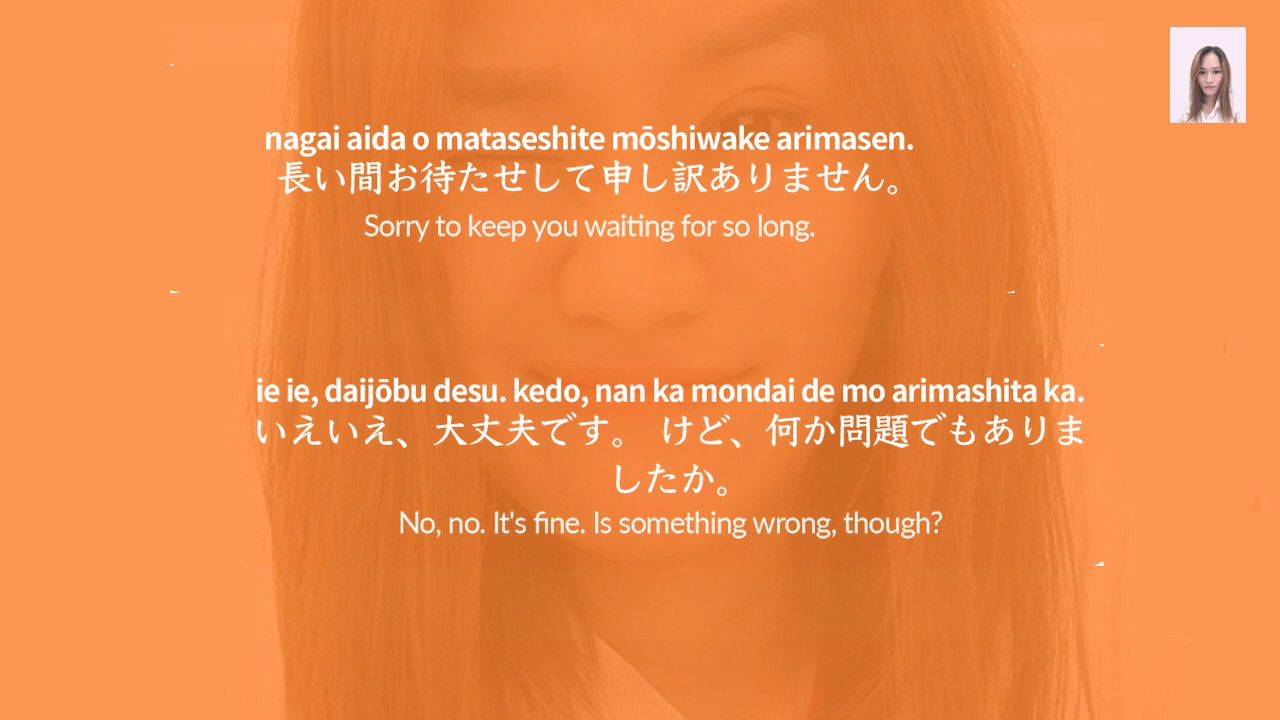 nagai aida o mataseshite mōshiwake arimasen.
長い間お待たせして申し訳ありません。
Sorry to keep you waiting for so long.
ie ie, daijōbu desu. kedo, nan ka mondai de mo arimashita ka.
いえいえ、大丈夫です。 けど、何か問題でもありま
したか。
No, no. It's fine. Is something wrong, though?